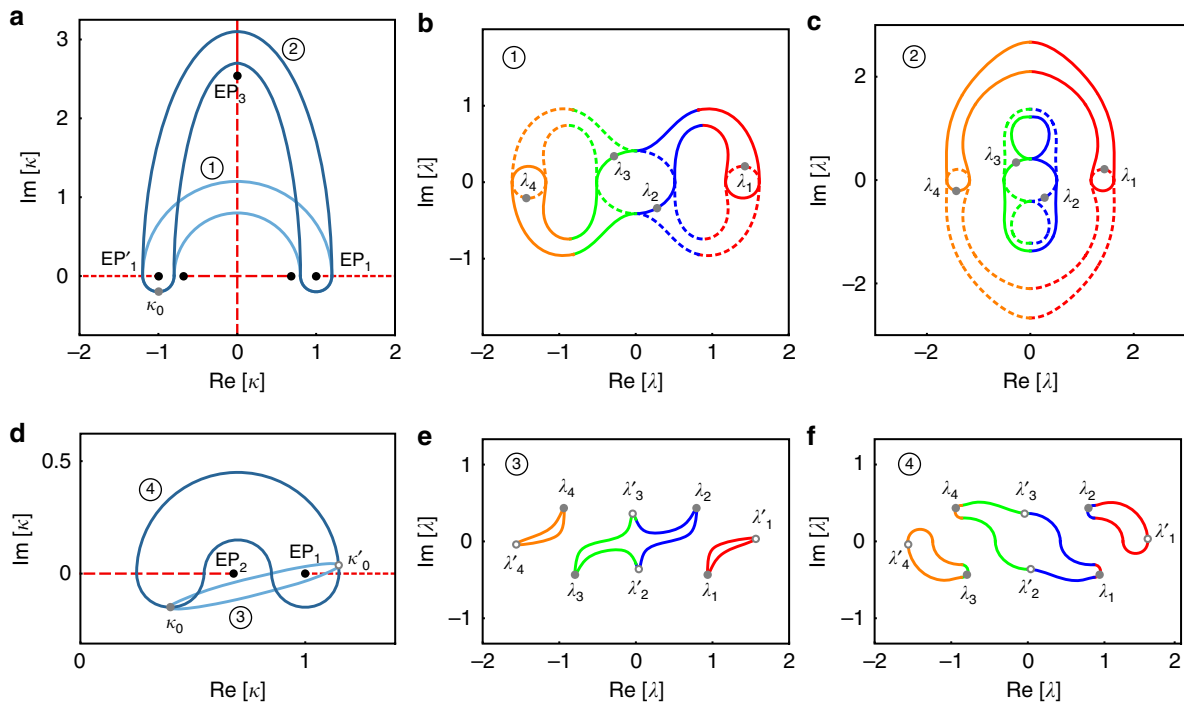 a
3
2
1
0
Im [κ]
②
EP3
①
EP′1
EP1
κ0
−2
−1
0
1
2
Re [κ]
b
①
1
0
−1
Im [λ]
λ4
λ3
λ2
λ1
−2
−1
0
1
2
Re [λ]
c
②
2
0
−2
Im [λ]
λ3
λ4
λ2
λ1
−2
0
2
Re [λ]
d
0.5
0
Im [κ]
④
EP2
EP1
κ′0
κ0
③
0
1
Re [κ]
e
③
1
0
−1
Im [λ]
λ4
λ′3
λ2
λ′1
λ′4
λ3
λ′2
λ1
−2
−1
0
1
2
Re [λ]
f
④
1
0
−1
Im [λ]
λ4
λ′3
λ2
λ′1
λ′4
λ3
λ′2
λ1
−2
−1
0
1
2
Re [λ]